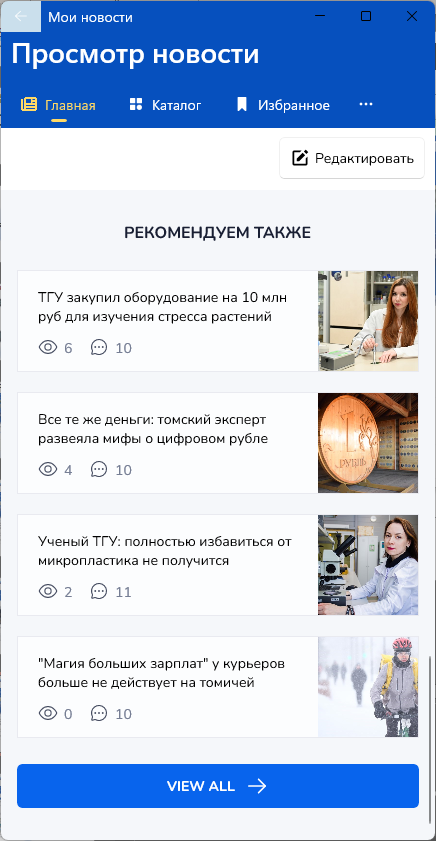 Мои новости
Просмотр новости
Главная
Каталог
Избранное
Редактировать
РЕКОМЕНДУЕМ ТАКЖЕ
ТГУ закупил оборудование на 10 млн
руб для изучения стресса растений
6
10
Все те же деньги: томский эксперт
развеяла мифы о цифровом рубле
4
10
1
РУБЛЬ
Ученый ТГУ: полностью избавиться от
микропластика не получится
2
11
"Магия больших зарплат" у курьеров
больше не действует на томичей
0
10
VIEW ALL